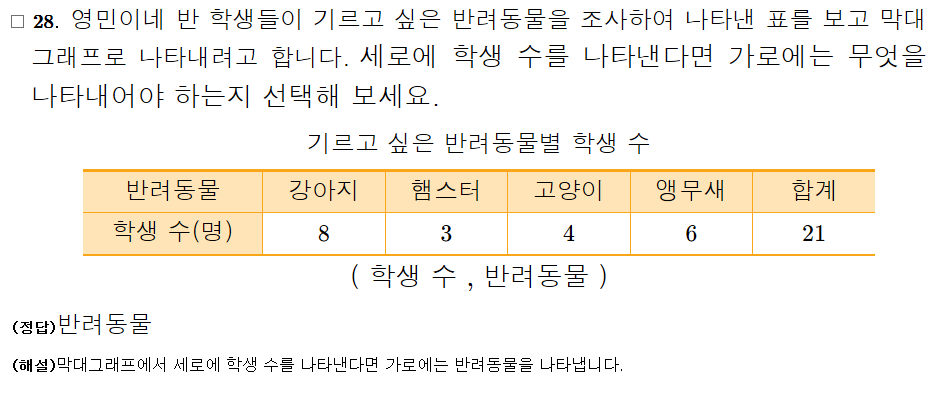 □ 28. 영민이네 반 학생들이 기르고 싶은 반려동물을 조사하여 나타낸 표를 보고 막대
그래프로 나타내려고 합니다. 세로에 학생 수를 나타낸다면 가로에는 무엇을
나타내어야 하는지 선택해 보세요.
기르고 싶은 반려동물별 학생 수
반려동물 강아지 햄스터 고양이 앵무새 합계
학생 수(명) 8 3 4 6 21
( 학생 수 , 반려동물 )
(정답)반려동물
(해설)막대그래프에서 세로에 학생 수를 나타낸다면 가로에는 반려동물을 나타냅니다.